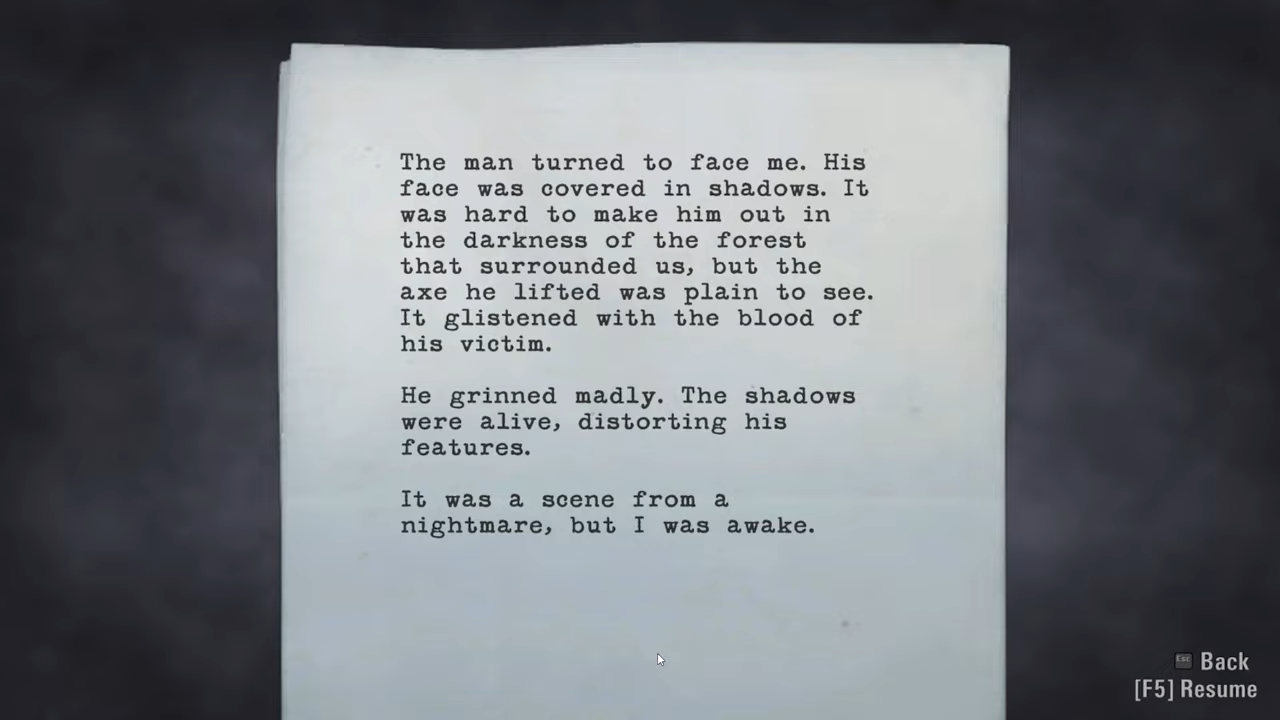 The man turned to face me. His
face was covered in shadows. It
was hard to make him out in
the darkness of the forest
that surrounded us, but the
axe he lifted was plain to see.
It glistened with the blood of
his victim.
He grinned madly. The shadows
were alive, distorting his
features.
It was a scene from a
nightmare, but I was awake.
Esc Back
[F5] Resume